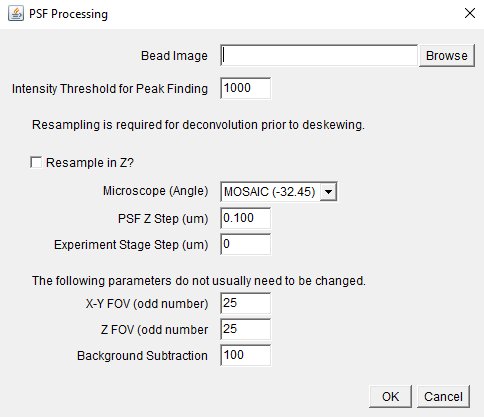 PSF Processing
Bead Image
Browse
Intensity Threshold for Peak Finding 1000
Resampling is required for deconvolution prior to deskewing.
Resample in Z?
Microscope (Angle) MOSAIC (-32.45)
PSF Z Step (um) 0.100
Experiment Stage Step (um) 0
The following parameters do not usually need to be changed.
X-Y FOV (odd number) 25
Z FOV (odd number 25
Background Subtraction 100
OK Cancel